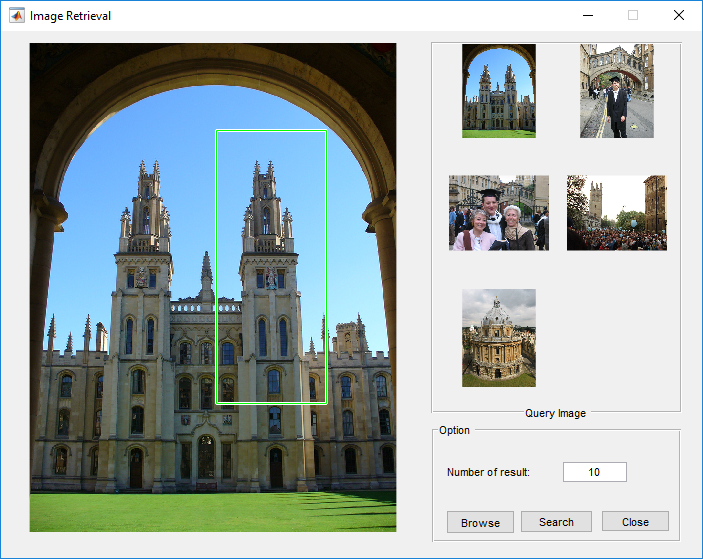 Image Retrieval
Query Image
Option
Number of result:
10
Browse
Search
Close